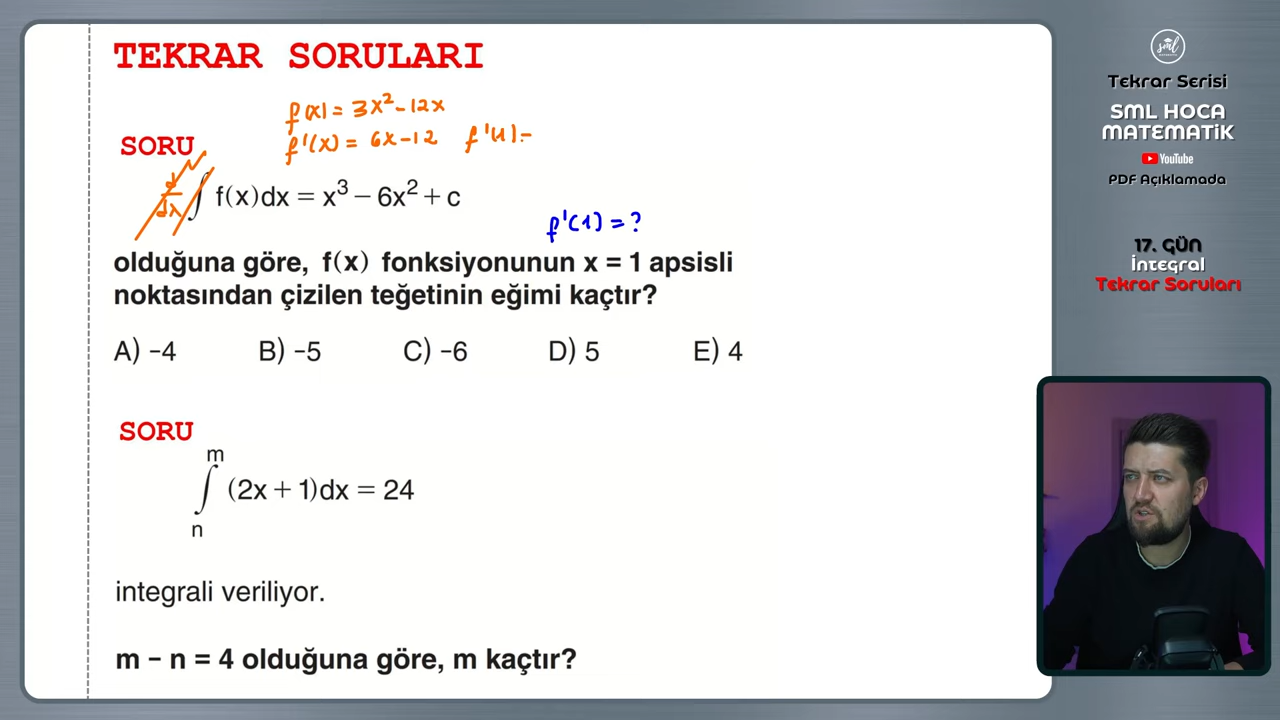 TEKRAR SORULARI
f(x) = 3x² - 12x
f'(x) = 6x - 12 f'(1) =
SORU
d/dx ∫ f(x)dx = x³ - 6x² + c
f'(1) = ?
olduğuna göre, f(x) fonksiyonunun x = 1 apsisli
noktasından çizilen teğetinin eğimi kaçtır?
A) -4 B) -5 C) -6 D) 5 E) 4
SORU
m
∫ (2x + 1)dx = 24
n
integrali veriliyor.
m - n = 4 olduğuna göre, m kaçtır?
sml
Tekrar Serisi
SML HOCA
MATEMATİK
YouTube
PDF Açıklamada
17. GÜN
İntegral
Tekrar Soruları